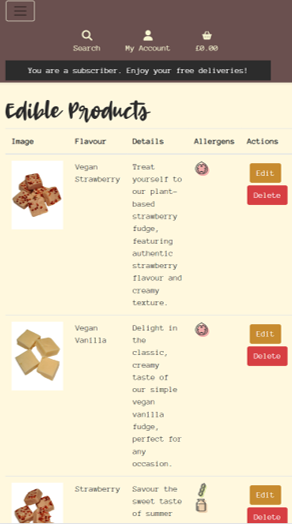 Search My Account £0.00
You are a subscriber. Enjoy your free deliveries!
Edible Products
Image Flavour Details Allergens Actions
Vegan
Strawberry
Treat
yourself to
our plant-
based
strawberry
fudge,
featuring
authentic
strawberry
flavour and
creamy
texture.
Edit
Delete
Vegan
Vanilla
Delight in
the
classic,
creamy
taste of
our simple
vegan
vanilla
fudge,
perfect for
any
occasion.
Edit
Delete
Strawberry
Savour the
sweet taste
of summer
Edit
Delete